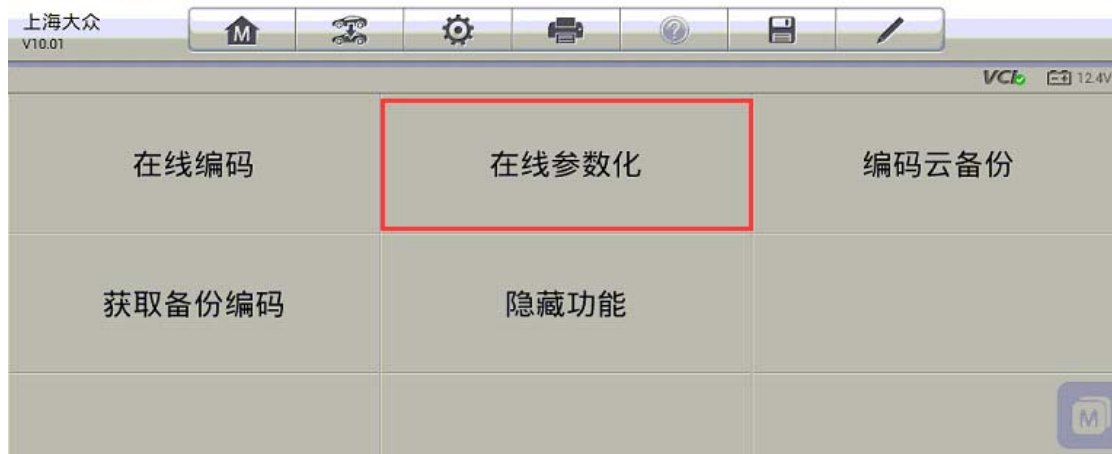 上海大众
V10.01
M
VCI 12.4V
在线编码 在线参数化 编码云备份
获取备份编码 隐藏功能
M